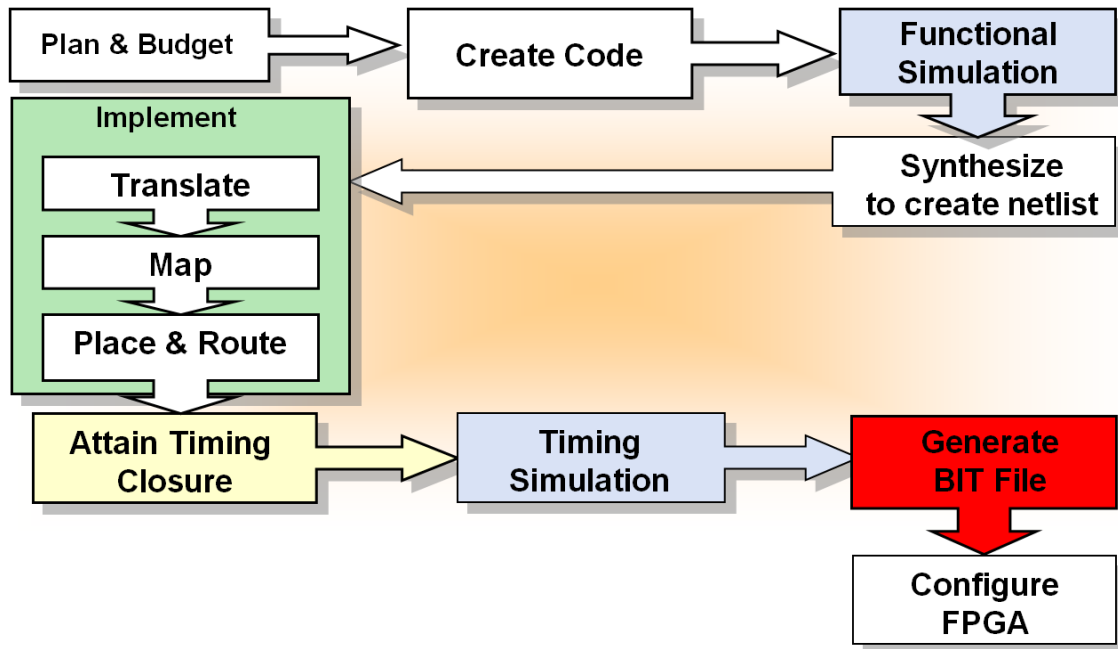 Plan & Budget
Create Code
Functional
Simulation
Synthesize
to create netlist
Implement
Translate
Map
Place & Route
Attain Timing
Closure
Timing
Simulation
Generate
BIT File
Configure
FPGA